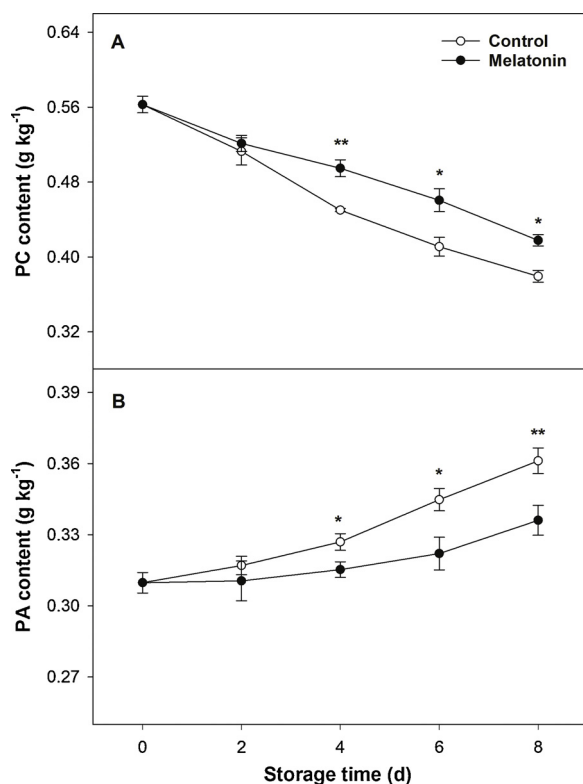 A
Control
Melatonin
PC content (g kg⁻¹)
0.64
0.56
0.48
0.40
0.32
**
*
*
B
PA content (g kg⁻¹)
0.39
0.36
0.33
0.30
0.27
*
*
**
0 2 4 6 8
Storage time (d)